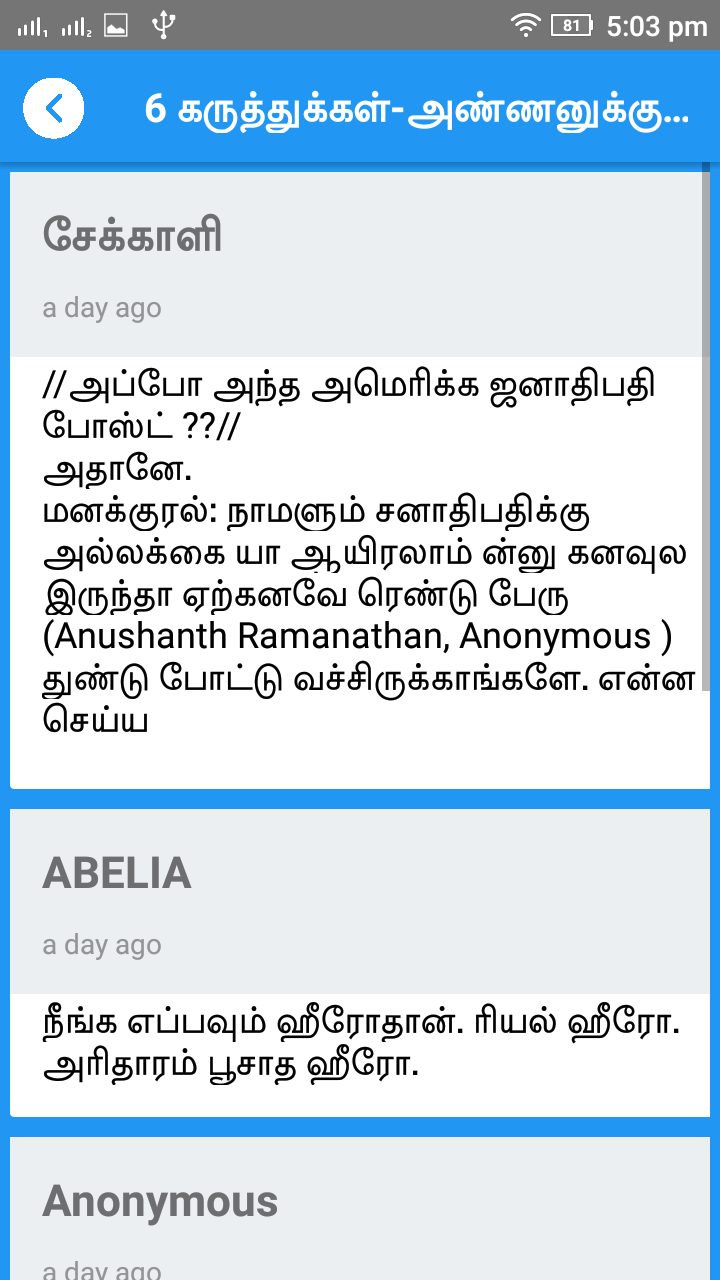 81 5:03 pm
6 கருத்துக்கள்-அண்ணனுக்கு...
சேக்காளி
a day ago
//அப்போ அந்த அமெரிக்க ஜனாதிபதி
போஸ்ட் ??//
அதானே.
மனக்குரல்: நாமளும் சனாதிபதிக்கு
அல்லக்கை யா ஆயிரலாம் ன்னு கனவுல
இருந்தா ஏற்கனவே ரெண்டு பேரு
(Anushanth Ramanathan, Anonymous )
துண்டு போட்டு வச்சிருக்காங்களே. என்ன
செய்ய
ABELIA
a day ago
நீங்க எப்பவும் ஹீரோதான். ரியல் ஹீரோ.
அரிதாரம் பூசாத ஹீரோ.
Anonymous
a day ago